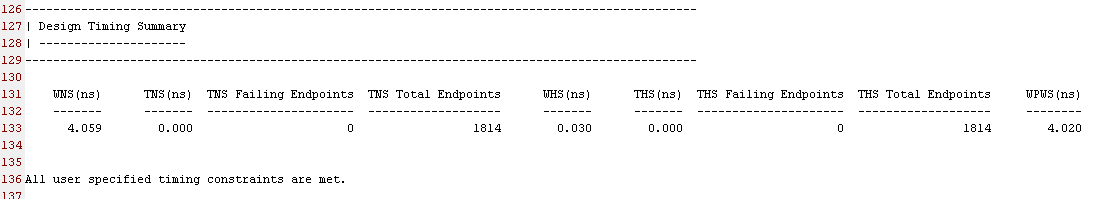 126------------------------------------------------------------------------------------------------
127| Design Timing Summary
128| ---------------------
129------------------------------------------------------------------------------------------------
130
131    WNS(ns)      TNS(ns)  TNS Failing Endpoints  TNS Total Endpoints      WHS(ns)      THS(ns)  THS Failing Endpoints  THS Total Endpoints     WPWS(ns)
132    -------      -------  ---------------------  -------------------      -------      -------  ---------------------  -------------------     --------
133      4.059        0.000                      0                 1814        0.030        0.000                      0                 1814        4.020
134
135
136All user specified timing constraints are met.
137